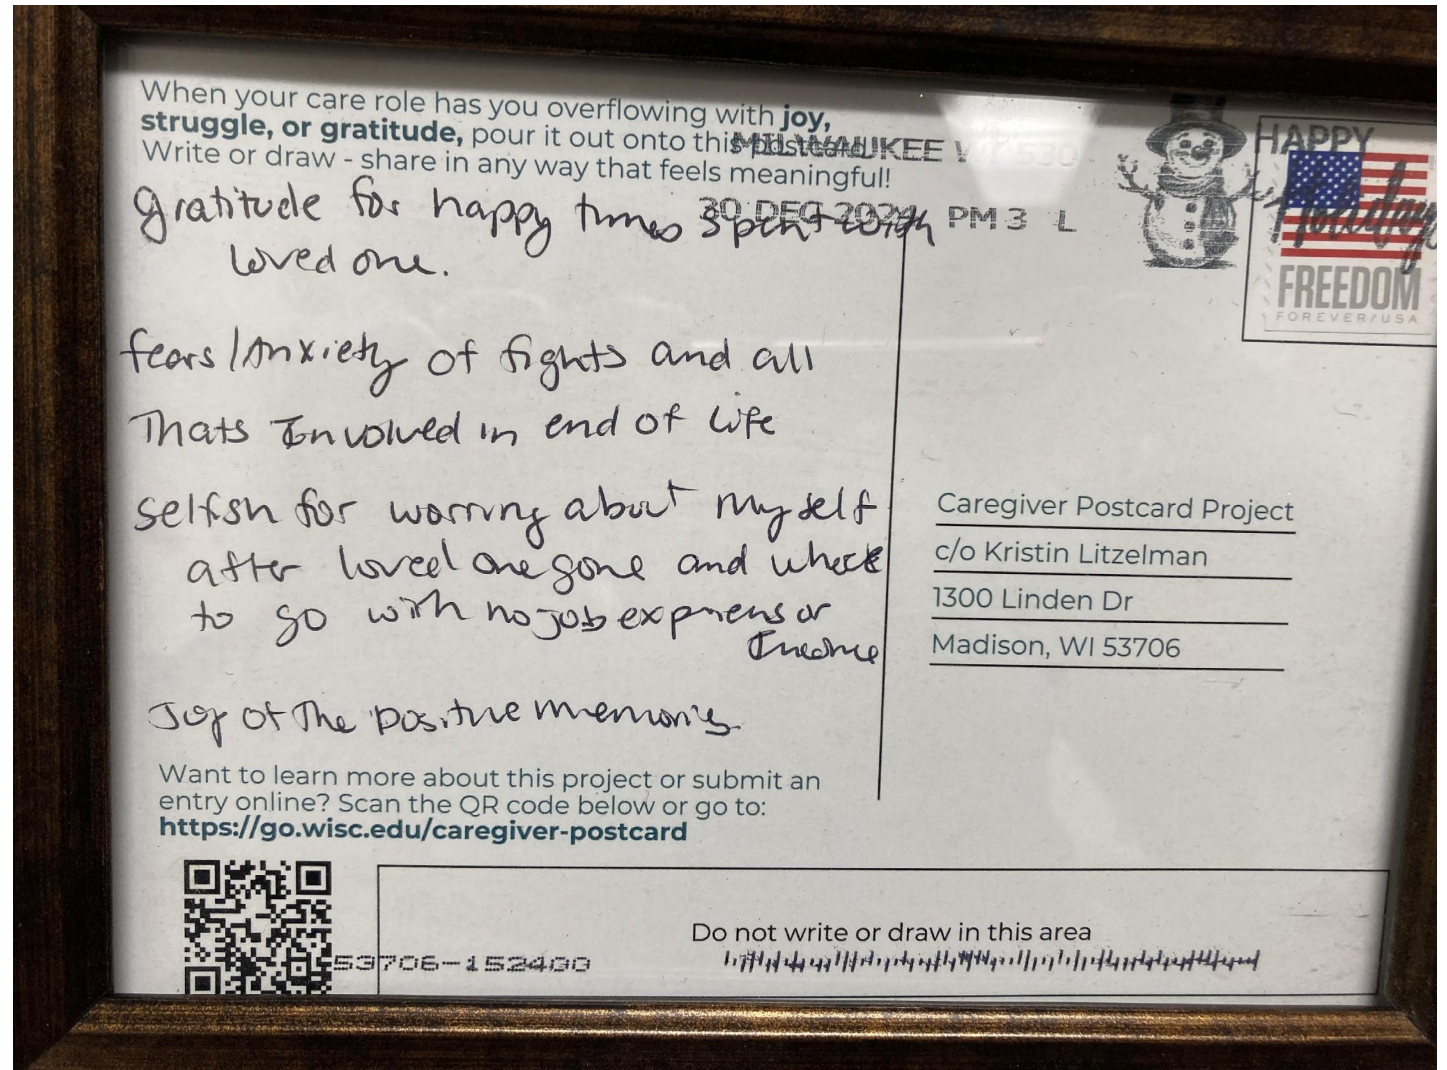 When your care role has you overflowing with joy,
struggle, or gratitude, pour it out onto this postcard.
Write or draw - share in any way that feels meaningful!
MILWAUKEE WI 530
30 DEC 2024 PM 3 L
HAPPY
Holidays
FREEDOM
FOREVER/USA
gratitude for happy times spent with
loved one.
fears/Anxiety of fights and all
Thats Involved in end of life
selfish for worring about myself
after loved one gone and where
to go with no job expriens or
Income
Joy of The positive memories
Caregiver Postcard Project
c/o Kristin Litzelman
1300 Linden Dr
Madison, WI 53706
Want to learn more about this project or submit an
entry online? Scan the QR code below or go to:
https://go.wisc.edu/caregiver-postcard
Do not write or draw in this area
53706-152400